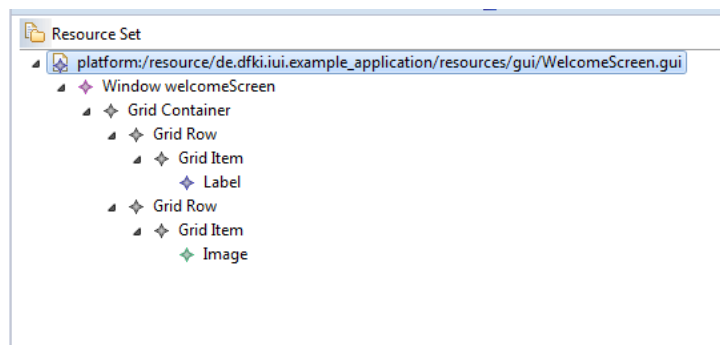 Resource Set
platform:/resource/de.dfki.iui.example_application/resources/gui/WelcomeScreen.gui
Window welcomeScreen
Grid Container
Grid Row
Grid Item
Label
Grid Row
Grid Item
Image